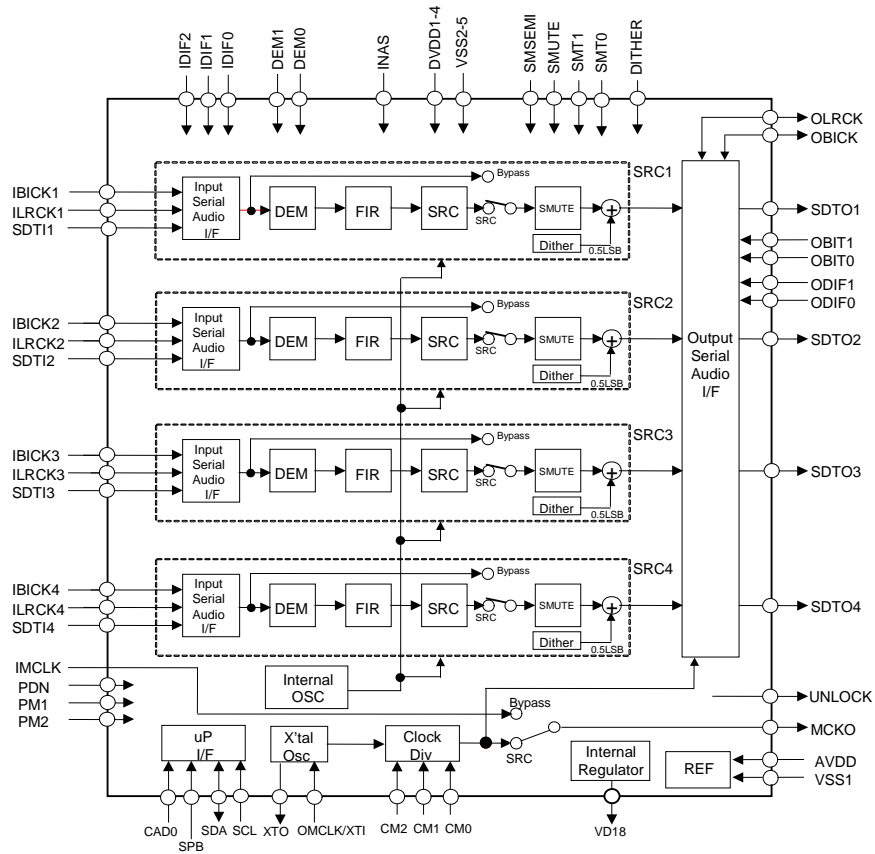 IDIF2
IDIF1
IDIF0
DEM1
DEM0
INAS
DVDD1-4
VSS2-5
SMSEMI
SMUTE
SMT1
SMT0
DITHER
OLRCK
OBICK
IBICK1
ILRCK1
SDTI1
Input
Serial
Audio
I/F
DEM
FIR
SRC
Bypass
SRC
SMUTE
Dither
0.5LSB
SRC1
SDTO1
OBIT1
OBIT0
ODIF1
ODIF0
IBICK2
ILRCK2
SDTI2
Input
Serial
Audio
I/F
DEM
FIR
SRC
Bypass
SRC
SMUTE
Dither
0.5LSB
SRC2
Output
Serial
Audio
I/F
SDTO2
IBICK3
ILRCK3
SDTI3
Input
Serial
Audio
I/F
DEM
FIR
SRC
Bypass
SRC
SMUTE
Dither
0.5LSB
SRC3
SDTO3
IBICK4
ILRCK4
SDTI4
Input
Serial
Audio
I/F
DEM
FIR
SRC
Bypass
SRC
SMUTE
Dither
0.5LSB
SRC4
SDTO4
IMCLK
PDN
PM1
PM2
Internal
OSC
Bypass
SRC
UNLOCK
MCKO
uP
I/F
X'tal
Osc
Clock
Div
Internal
Regulator
REF
AVDD
VSS1
CAD0
SPB
SDA
SCL
XTO
OMCLK/XTI
CM2
CM1
CM0
VD18